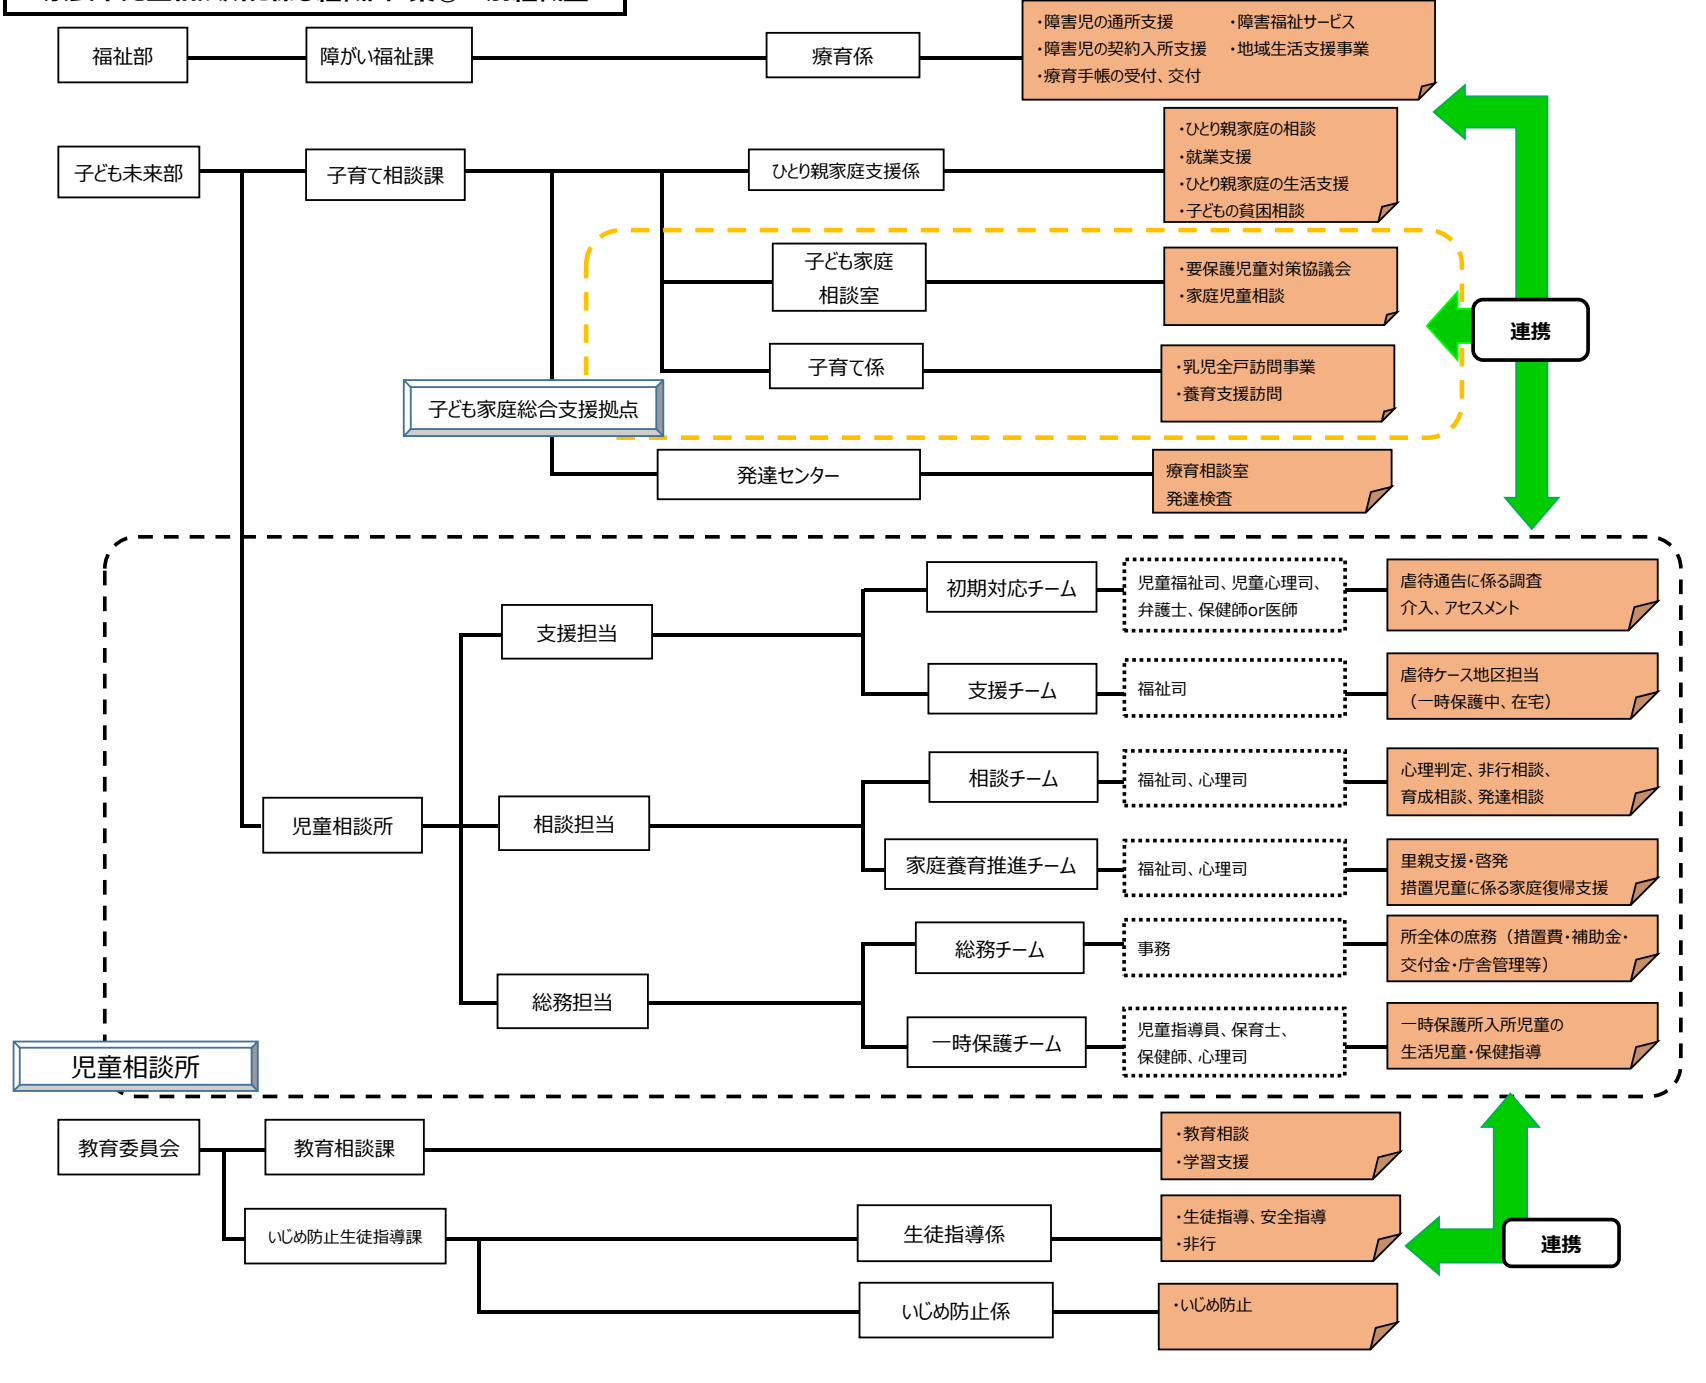 福祉部
障がい福祉課
療育係
・障害児の通所支援　・障害福祉サービス
・障害児の契約入所支援　・地域生活支援事業
・療育手帳の受付、交付
子ども未来部
子育て相談課
ひとり親家庭支援係
・ひとり親家庭の相談
・就業支援
・ひとり親家庭の生活支援
・子どもの貧困相談
子ども家庭
相談室
・要保護児童対策協議会
・家庭児童相談
連携
子育て係
・乳児全戸訪問事業
・養育支援訪問
子ども家庭総合支援拠点
発達センター
療育相談室
発達検査
初期対応チーム
児童福祉司、児童心理司、
弁護士、保健師or医師
虐待通告に係る調査
介入、アセスメント
支援担当
支援チーム
福祉司
虐待ケース地区担当
（一時保護中、在宅）
相談チーム
福祉司、心理司
心理判定、非行相談、
育成相談、発達相談
児童相談所
相談担当
家庭養育推進チーム
福祉司、心理司
里親支援・啓発
措置児童に係る家庭復帰支援
総務チーム
事務
所全体の庶務（措置費・補助金・
交付金・庁舎管理等）
総務担当
一時保護チーム
児童指導員、保育士、
保健師、心理司
一時保護所入所児童の
生活児童・保健指導
児童相談所
教育委員会
教育相談課
・教育相談
・学習支援
いじめ防止生徒指導課
生徒指導係
・生徒指導、安全指導
・非行
連携
いじめ防止係
・いじめ防止